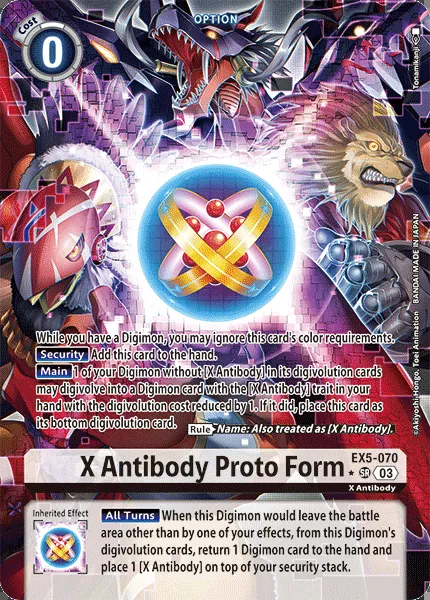 OPTION
Cost
0
Tonamikanji
While you have a Digimon, you may ignore this card's color requirements.
Security Add this card to the hand.
Main 1 of your Digimon without [X Antibody] in its digivolution cards
may digivolve into a Digimon card with the [X Antibody] trait in your
hand with the digivolution cost reduced by 1. If it did, place this card as
its bottom digivolution card.
Rule Name: Also treated as [X Antibody].
©Akiyoshi Hongo, Toei Animation BANDAI MADE IN JAPAN
X Antibody Proto Form
EX5-070
SR 03
X Antibody
Inherited Effect
All Turns When this Digimon would leave the battle
area other than by one of your effects, from this Digimon's
digivolution cards, return 1 Digimon card to the hand and
place 1 [X Antibody] on top of your security stack.